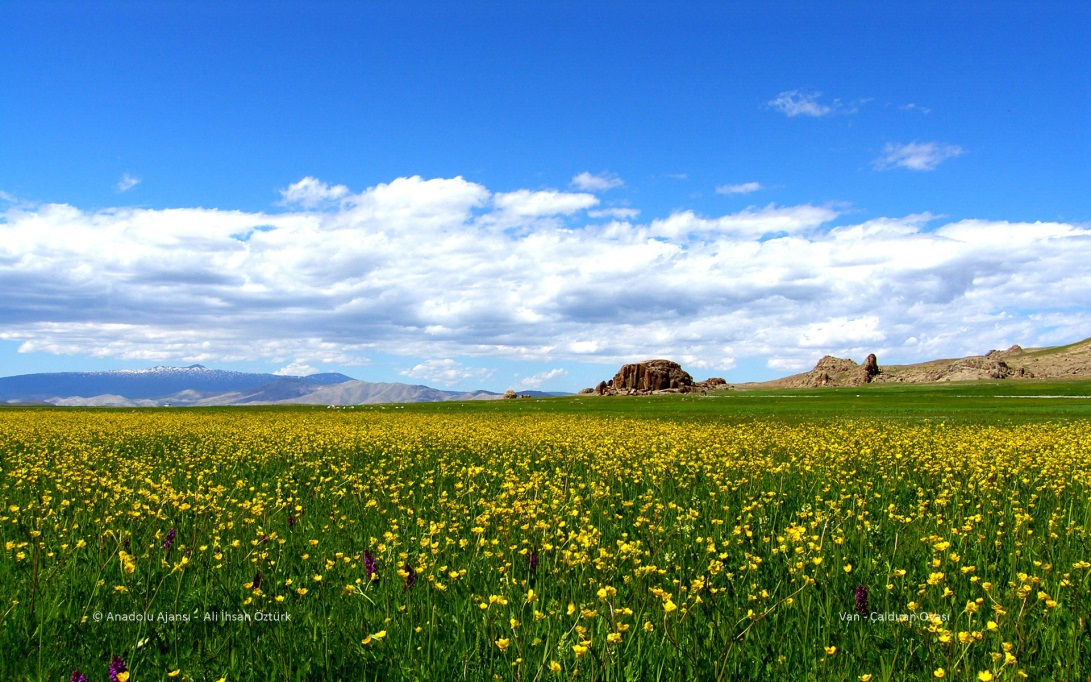 © Anadolu Ajansı - Ali İhsan Öztürk
Van - Çaldıran Ovası